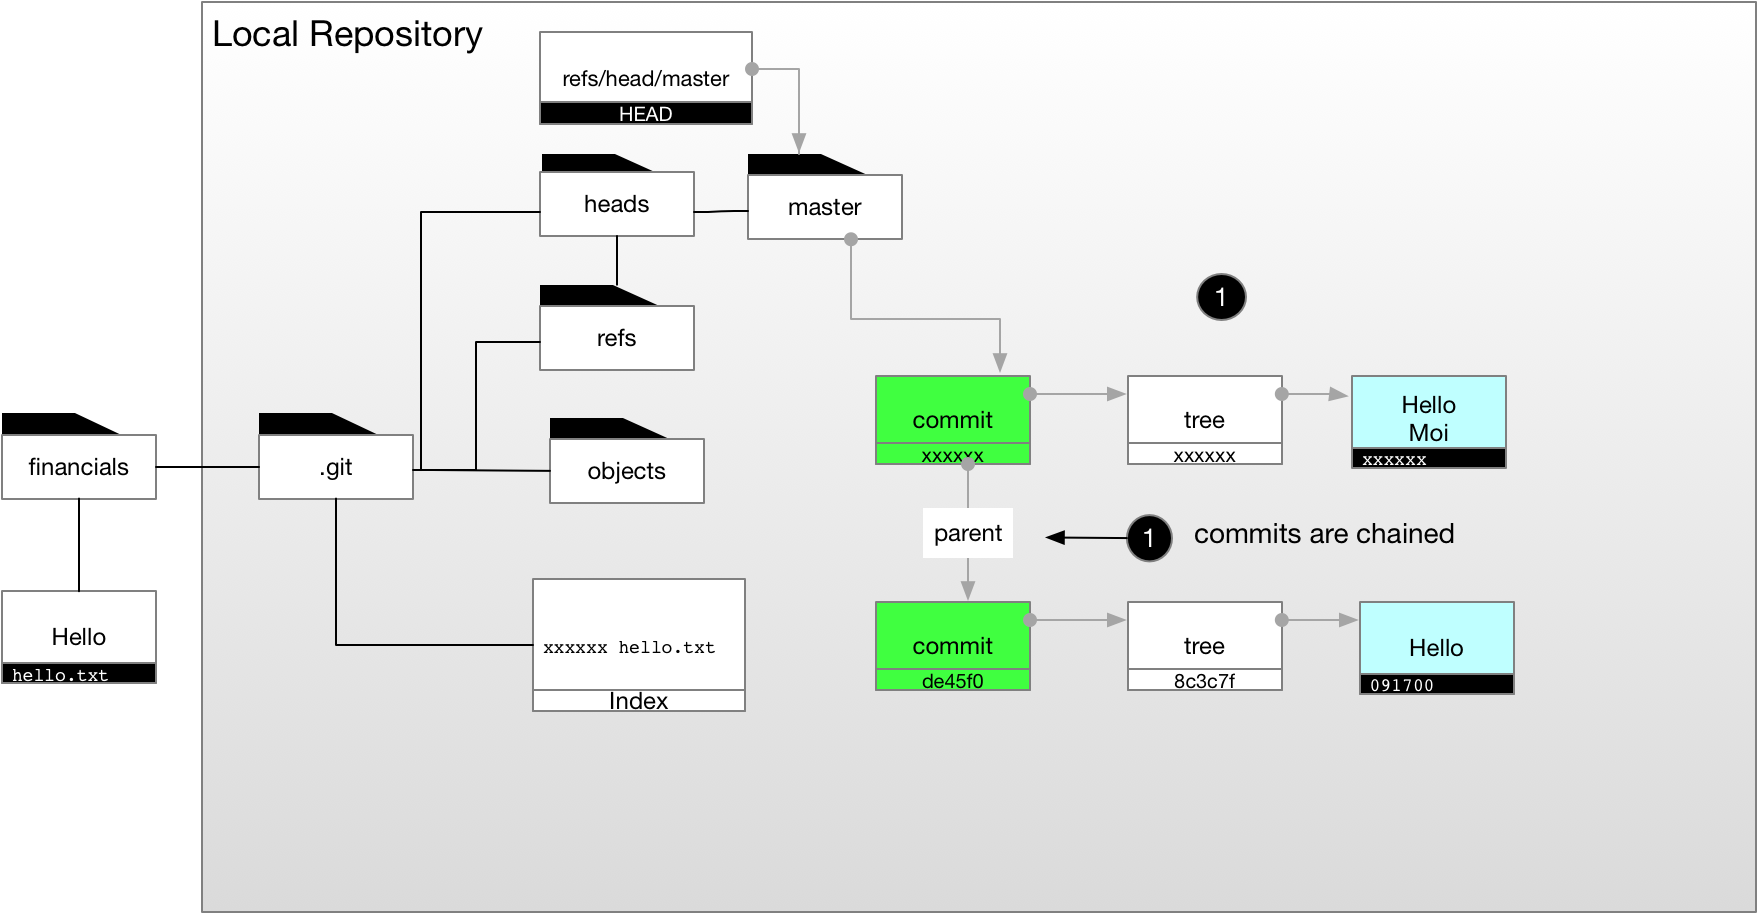 Local Repository
refs/head/master
HEAD
heads
master
1
refs
financials
.git
objects
commit
xxxxxx
tree
xxxxxx
Hello
Moi
xxxxxx
parent
1 commits are chained
Hello
hello.txt
xxxxxx hello.txt
Index
commit
de45f0
tree
8c3c7f
Hello
091700